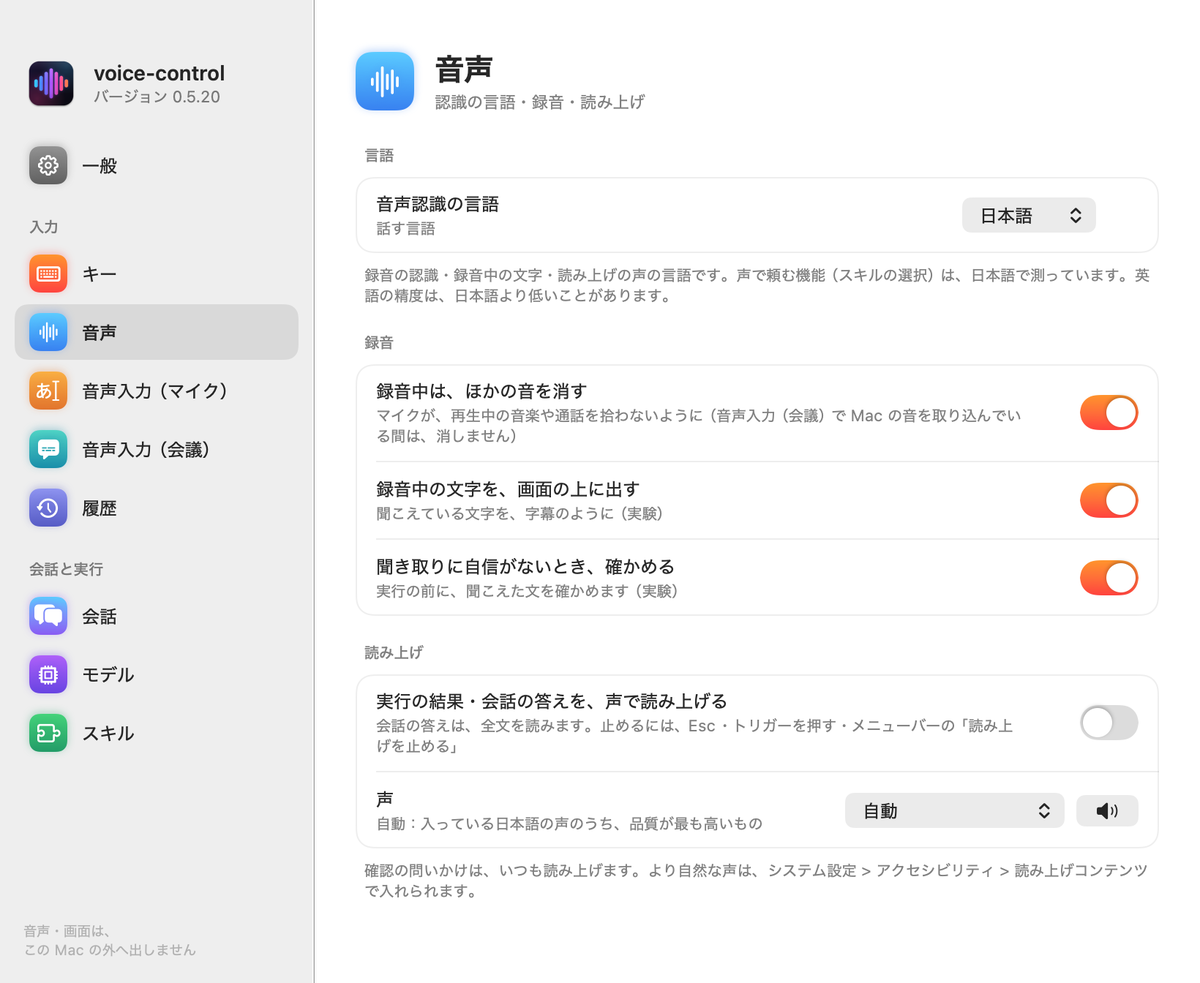 voice-control
バージョン 0.5.20
一般
入力
キー
音声
音声入力（マイク）
音声入力（会議）
履歴
会話と実行
会話
モデル
スキル
音声・画面は、
この Mac の外へ出しません
音声
認識の言語・録音・読み上げ
言語
音声認識の言語
話す言語
日本語
録音の認識・録音中の文字・読み上げの声の言語です。声で頼む機能（スキルの選択）は、日本語で測っています。英
語の精度は、日本語より低いことがあります。
録音
録音中は、ほかの音を消す
マイクが、再生中の音楽や通話を拾わないように（音声入力（会議）で Mac の音を取り込んでい
る間は、消しません）
録音中の文字を、画面の上に出す
聞こえている文字を、字幕のように（実験）
聞き取りに自信がないとき、確かめる
実行の前に、聞こえた文を確かめます（実験）
読み上げ
実行の結果・会話の答えを、声で読み上げる
会話の答えは、全文を読みます。止めるには、Esc・トリガーを押す・メニューバーの「読み上
げを止める」
声
自動：入っている日本語の声のうち、品質が最も高いもの
自動
確認の問いかけは、いつも読み上げます。より自然な声は、システム設定 > アクセシビリティ > 読み上げコンテンツ
で入れられます。
あ